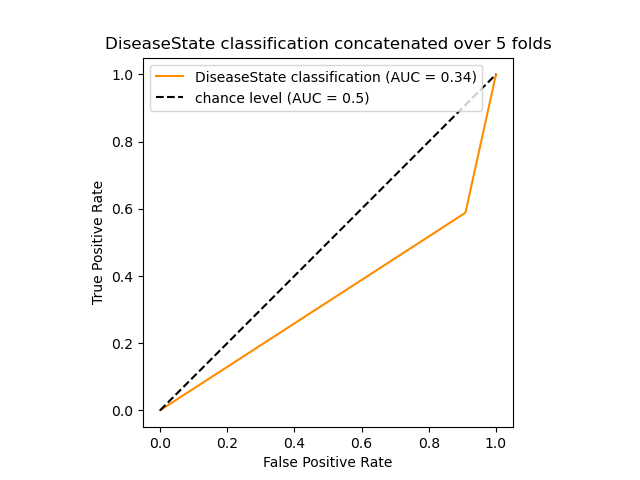 DiseaseState classification concatenated over 5 folds
DiseaseState classification (AUC = 0.34)
chance level (AUC = 0.5)
1.0
0.8
0.6
0.4
0.2
0.0
True Positive Rate
0.0 0.2 0.4 0.6 0.8 1.0
False Positive Rate